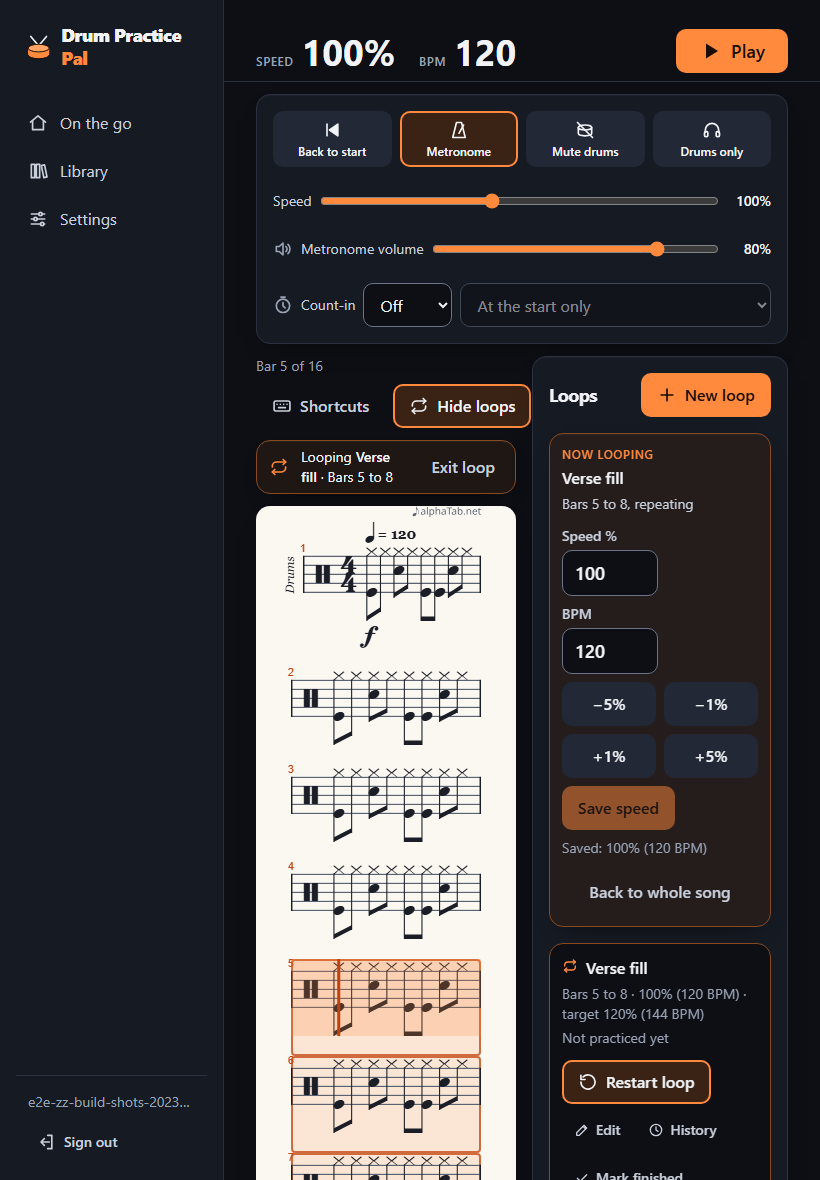 Drum Practice
Pal
On the go
Library
Settings
e2e-zz-build-shots-2023...
Sign out
SPEED 100% BPM 120
Play
Back to start
Metronome
Mute drums
Drums only
Speed 100%
Metronome volume 80%
Count-in Off At the start only
Bar 5 of 16
Shortcuts
Hide loops
Looping Verse
fill · Bars 5 to 8
Exit loop
♪alphaTab.net
= 120
Drums
1
4
4
f
2
3
4
5
6
7
Loops
New loop
NOW LOOPING
Verse fill
Bars 5 to 8, repeating
Speed %
100
BPM
120
−5%
−1%
+1%
+5%
Save speed
Saved: 100% (120 BPM)
Back to whole song
Verse fill
Bars 5 to 8 · 100% (120 BPM) ·
target 120% (144 BPM)
Not practiced yet
Restart loop
Edit
History
Mark finished